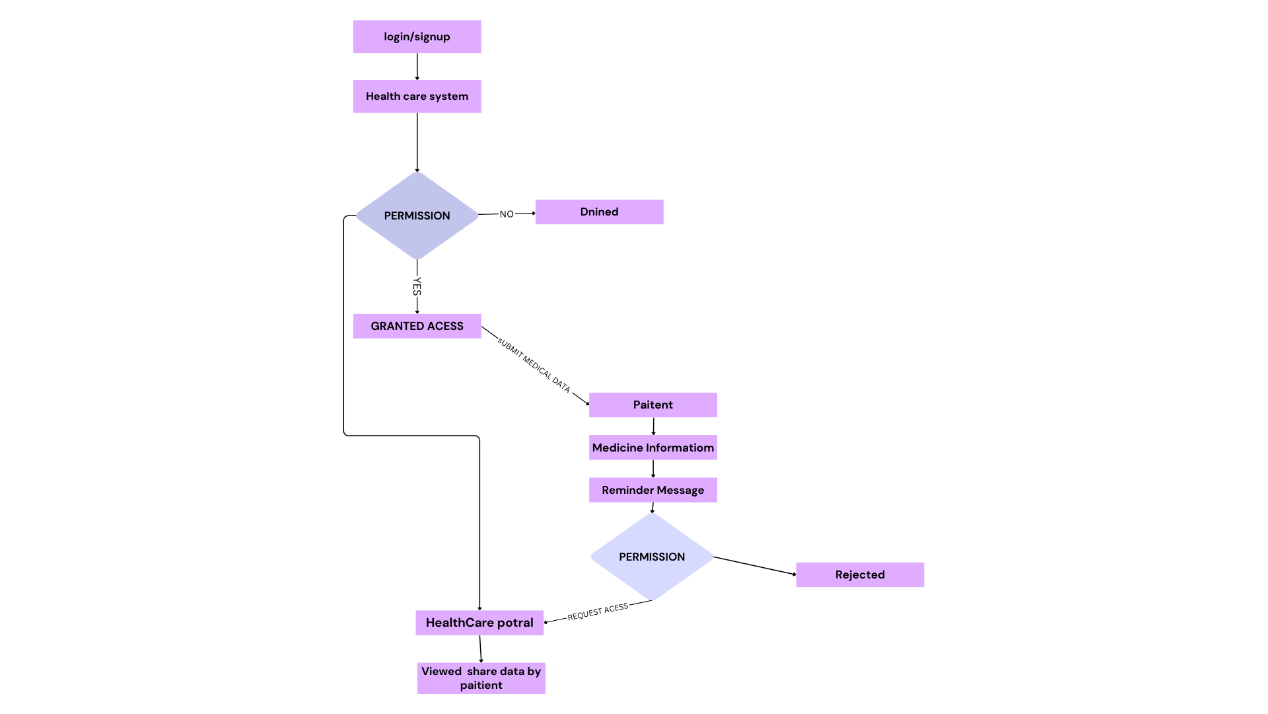 login/signup
Health care system
PERMISSION
NO
Dnined
YES
GRANTED ACESS
sUBMIT MEDICAL DATA
Paitent
Medicine Informatiom
Reminder Message
PERMISSION
Rejected
REQUEST ACESS
HealthCare potral
Viewed share data by
paitient